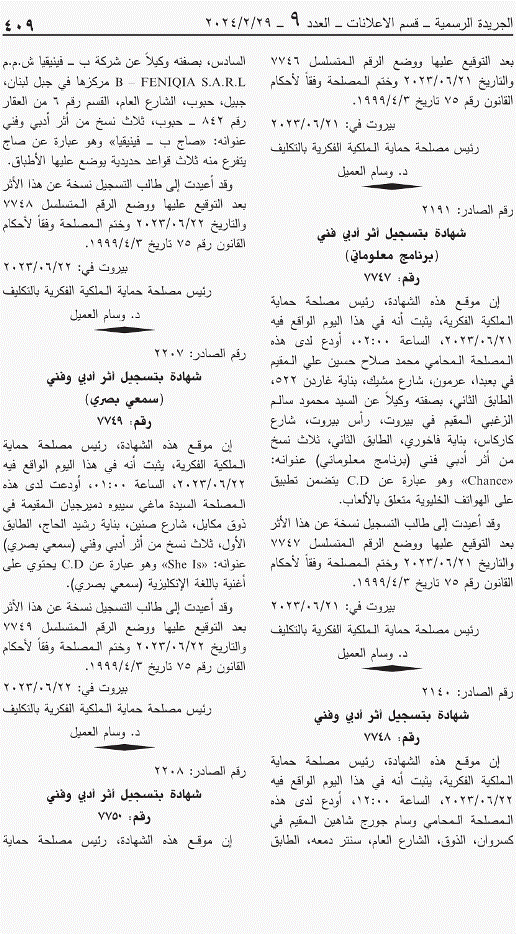 الجريدة الرسمية – قسم الاعلانات – العدد ٩ – ٢٠٢٤/٢/٢٩
٤٠٩
بعد التوقيع عليها ووضع الرقم المتسلسل ٧٧٤٦
والتاريخ ٢٠٢٣/٠٦/٢١ وختم المصلحة وفقاً لأحكام
القانون رقم ٧٥ تاريخ ١٩٩٩/٤/٣.
بيروت في: ٢٠٢٣/٠٦/٢١
رئيس مصلحة حماية الملكية الفكرية بالتكليف
د. وسام العميل
رقم الصادر: ٢١٩١
شهادة بتسجيل أثر أدبي فني
(برنامج معلوماتي)
رقم: ٧٧٤٧
إن موقع هذه الشهادة، رئيس مصلحة حماية
الملكية الفكرية، يثبت أنه في هذا اليوم الواقع فيه
٢٠٢٣/٠٦/٢١، الساعة ٠٢:٠٠، أودع لدى هذه
المصلحة المحامي محمد صلاح حسين علي المقيم
في بعبدا، عرمون، شارع مشيك، بناية غاردن ٥٢٢،
الطابق الثاني، بصفته وكيلاً عن السيد محمود سالم
الزغبي المقيم في بيروت، رأس بيروت، شارع
كاركاس، بناية فاخوري، الطابق الثاني، ثلاث نسخ
من أثر أدبي فني (برنامج معلوماتي) عنوانه:
«Chance» وهو عبارة عن C.D يتضمن تطبيق
على الهواتف الخليوية متعلق بالألعاب.
وقد أعيدت إلى طالب التسجيل نسخة عن هذا الأثر
بعد التوقيع عليها ووضع الرقم المتسلسل ٧٧٤٧
والتاريخ ٢٠٢٣/٠٦/٢١ وختم المصلحة وفقاً لأحكام
القانون رقم ٧٥ تاريخ ١٩٩٩/٤/٣.
بيروت في: ٢٠٢٣/٠٦/٢١
رئيس مصلحة حماية الملكية الفكرية بالتكليف
د. وسام العميل
رقم الصادر: ٢١٤٠
شهادة بتسجيل أثر أدبي وفني
رقم: ٧٧٤٨
إن موقع هذه الشهادة، رئيس مصلحة حماية
الملكية الفكرية، يثبت أنه في هذا اليوم الواقع فيه
٢٠٢٣/٠٦/٢٢، الساعة ١٢:٠٠، أودع لدى هذه
المصلحة المحامي وسام جورج شاهين المقيم في
كسروان، الذوق، الشارع العام، سنتر دمعه، الطابق
السادس، بصفته وكيلاً عن شركة ب – فينيقيا ش.م.م
B – FENIQIA S.A.R.L مركزها في جبل لبنان،
جبيل، حبوب، الشارع العام، القسم رقم ٦ من العقار
رقم ٨٤٢ – حبوب، ثلاث نسخ من أثر أدبي وفني
عنوانه: «صاج ب – فينيقيا» وهو عبارة عن صاج
يتفرع منه ثلاث قواعد حديدية يوضع عليها الأطباق.
وقد أعيدت إلى طالب التسجيل نسخة عن هذا الأثر
بعد التوقيع عليها ووضع الرقم المتسلسل ٧٧٤٨
والتاريخ ٢٠٢٣/٠٦/٢٢ وختم المصلحة وفقاً لأحكام
القانون رقم ٧٥ تاريخ ١٩٩٩/٤/٣.
بيروت في: ٢٠٢٣/٠٦/٢٢
رئيس مصلحة حماية الملكية الفكرية بالتكليف
د. وسام العميل
رقم الصادر: ٢٢٠٧
شهادة بتسجيل أثر أدبي وفني
(سمعي بصري)
رقم: ٧٧٤٩
إن موقع هذه الشهادة، رئيس مصلحة حماية
الملكية الفكرية، يثبت أنه في هذا اليوم الواقع فيه
٢٠٢٣/٠٦/٢٢، الساعة ٠١:٠٠، أودعت لدى هذه
المصلحة السيدة ماغي سيبوه دميرجيان المقيمة في
ذوق مكايل، شارع صنين، بناية رشيد الحاج، الطابق
الأول، ثلاث نسخ من أثر أدبي وفني (سمعي بصري)
عنوانه: «She Is» وهو عبارة عن C.D يحتوي على
أغنية باللغة الإنكليزية (سمعي بصري).
وقد أعيدت إلى طالب التسجيل نسخة عن هذا الأثر
بعد التوقيع عليها ووضع الرقم المتسلسل ٧٧٤٩
والتاريخ ٢٠٢٣/٠٦/٢٢ وختم المصلحة وفقاً لأحكام
القانون رقم ٧٥ تاريخ ١٩٩٩/٤/٣.
بيروت في: ٢٠٢٣/٠٦/٢٢
رئيس مصلحة حماية الملكية الفكرية بالتكليف
د. وسام العميل
رقم الصادر: ٢٢٠٨
شهادة بتسجيل أثر أدبي وفني
رقم: ٧٧٥٠
إن موقع هذه الشهادة، رئيس مصلحة حماية